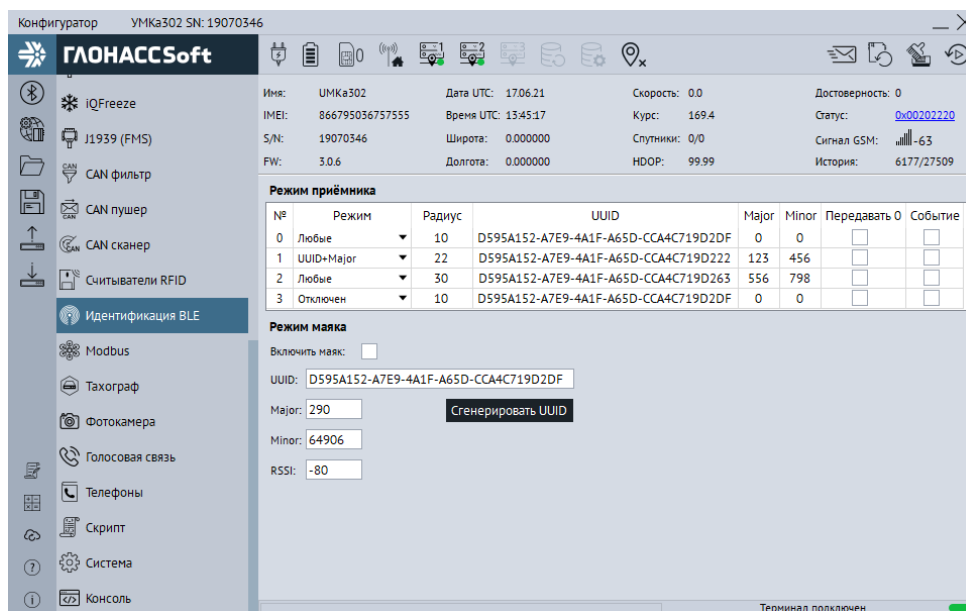 Конфигуратор УМКа302 SN: 19070346
ГЛОНАССSoft
0 1 2
Имя: УМКа302 Дата UTC: 17.06.21 Скорость: 0.0 Достоверность: 0
IMEI: 866795036757555 Время UTC: 13:45:17 Курс: 169.4 Статус: 0x00202220
S/N: 19070346 Широта: 0.000000 Спутники: 0/0 Сигнал GSM: -63
FW: 3.0.6 Долгота: 0.000000 HDOP: 99.99 История: 6177/27509
iQFreeze
J1939 (FMS)
CAN фильтр
CAN пушер
CAN сканер
Считыватели RFID
Идентификация BLE
Modbus
Тахограф
Фотокамера
Голосовая связь
Телефоны
Скрипт
Система
Консоль
Режим приёмника
№ Режим Радиус UUID Major Minor Передавать 0 Событие
0 Любые 10 D595A152-A7E9-4A1F-A65D-CCA4C719D2DF 0 0
1 UUID+Major 22 D595A152-A7E9-4A1F-A65D-CCA4C719D222 123 456
2 Любые 30 D595A152-A7E9-4A1F-A65D-CCA4C719D263 556 798
3 Отключен 10 D595A152-A7E9-4A1F-A65D-CCA4C719D2DF 0 0
Режим маяка
Включить маяк:
UUID: D595A152-A7E9-4A1F-A65D-CCA4C719D2DF
Major: 290 Сгенерировать UUID
Minor: 64906
RSSI: -80
Терминал подключен